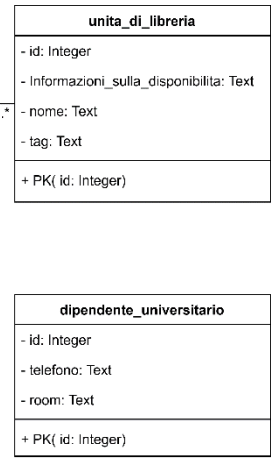 unita_di_libreria
- id: Integer
- Informazioni_sulla_disponibilita: Text
.*
- nome: Text
- tag: Text
+ PK( id: Integer)
dipendente_universitario
- id: Integer
- telefono: Text
- room: Text
+ PK( id: Integer)